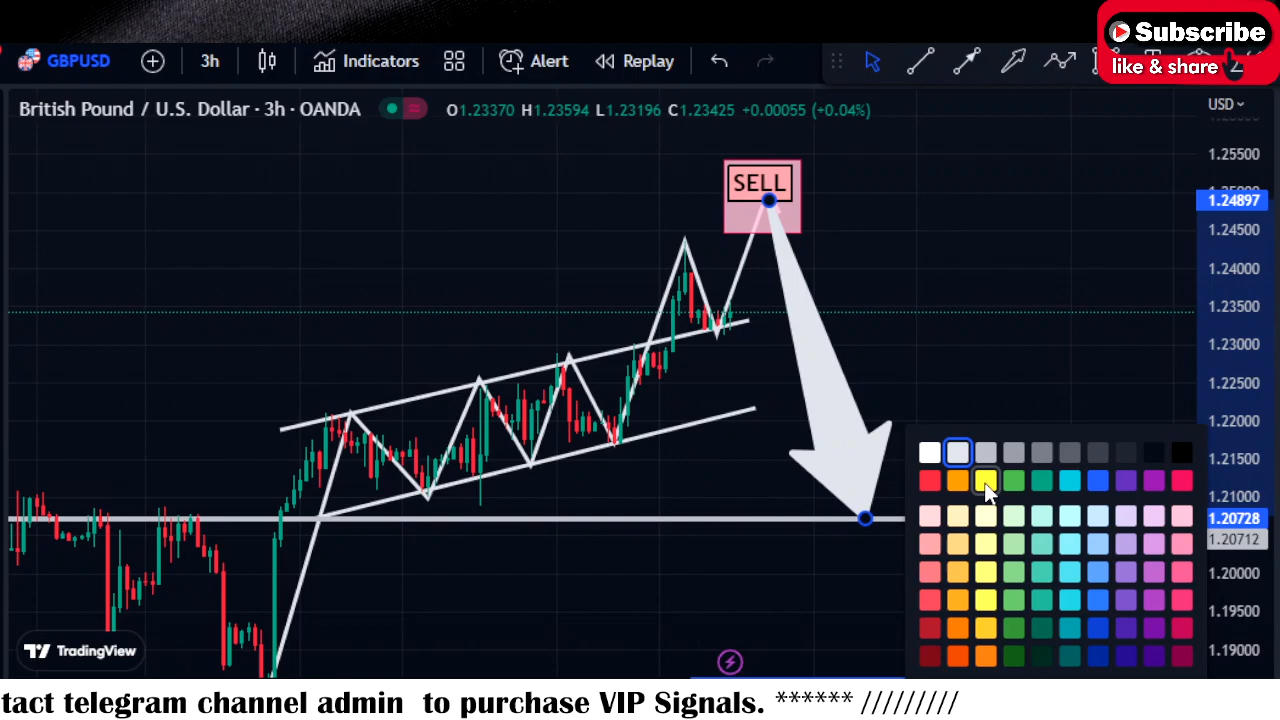 Subscribe
like & share
GBPUSD
3h
Indicators
Alert
Replay
British Pound / U.S. Dollar · 3h · OANDA
O1.23370 H1.23594 L1.23196 C1.23425 +0.00055 (+0.04%)
USD
1.25500
1.24897
1.24500
1.24000
1.23500
1.23000
1.22500
1.22000
1.21500
1.21000
1.20728
1.20712
1.20000
1.19500
1.19000
SELL
TradingView
tact telegram channel admin to purchase VIP Signals. ****** /////////